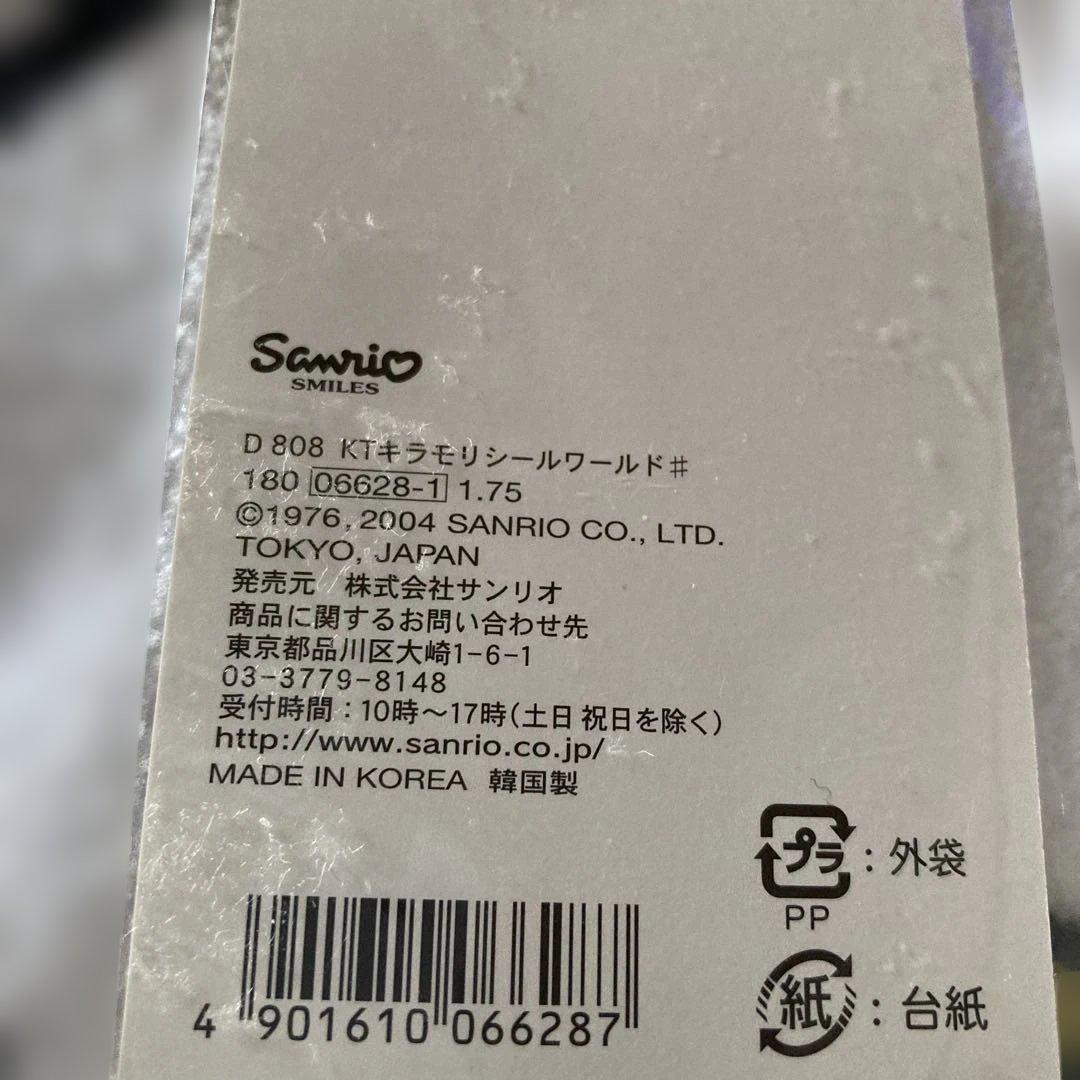 Sanrio
SMILES
D 808 KTキラモリシールワールド♯
180 06628-1 1.75
©1976, 2004 SANRIO CO., LTD.
TOKYO, JAPAN
発売元 株式会社サンリオ
商品に関するお問い合わせ先
東京都品川区大崎1-6-1
03-3779-8148
受付時間:10時〜17時(土日 祝日を除く)
http://www.sanrio.co.jp/
MADE IN KOREA 韓国製
プラ:外袋
PP
紙:台紙
4 901610 066287